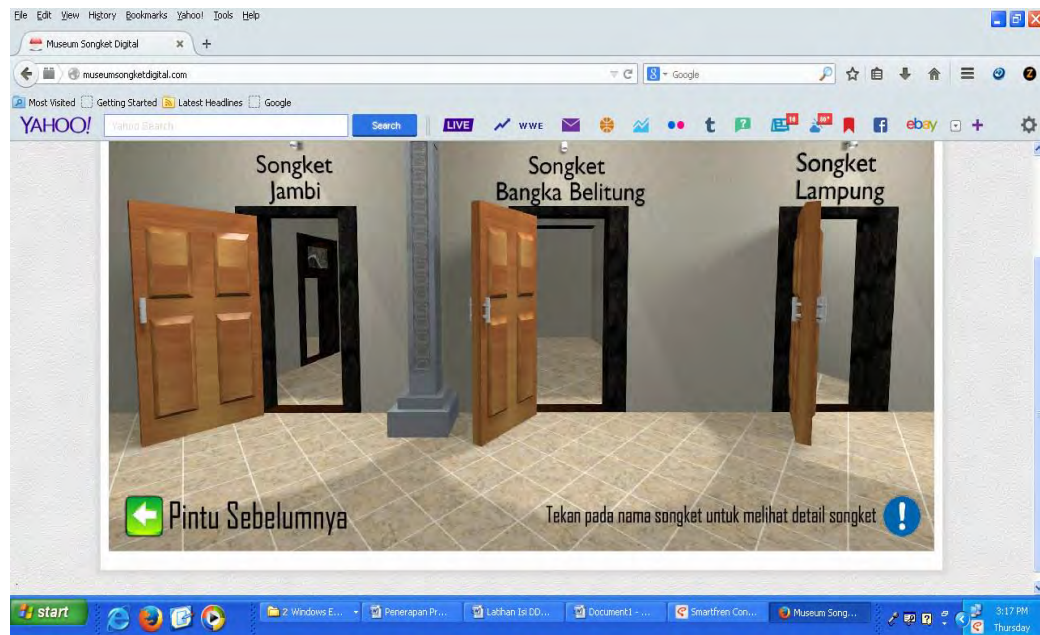 File Edit View History Bookmarks Yahoo! Tools Help
Museum Songket Digital
museumsongketdigital.com
Google
Most Visited Getting Started Latest Headlines Google
YAHOO! Yahoo Search Search LIVE WWE ebay
Songket
Jambi
Songket
Bangka Belitung
Songket
Lampung
Pintu Sebelumnya
Tekan pada nama songket untuk melihat detail songket
start
2 Windows E...
Penerapan Pr...
Latihan Isi DD...
Document1 - ...
Smartfren Con...
Museum Song...
3:17 PM
Thursday